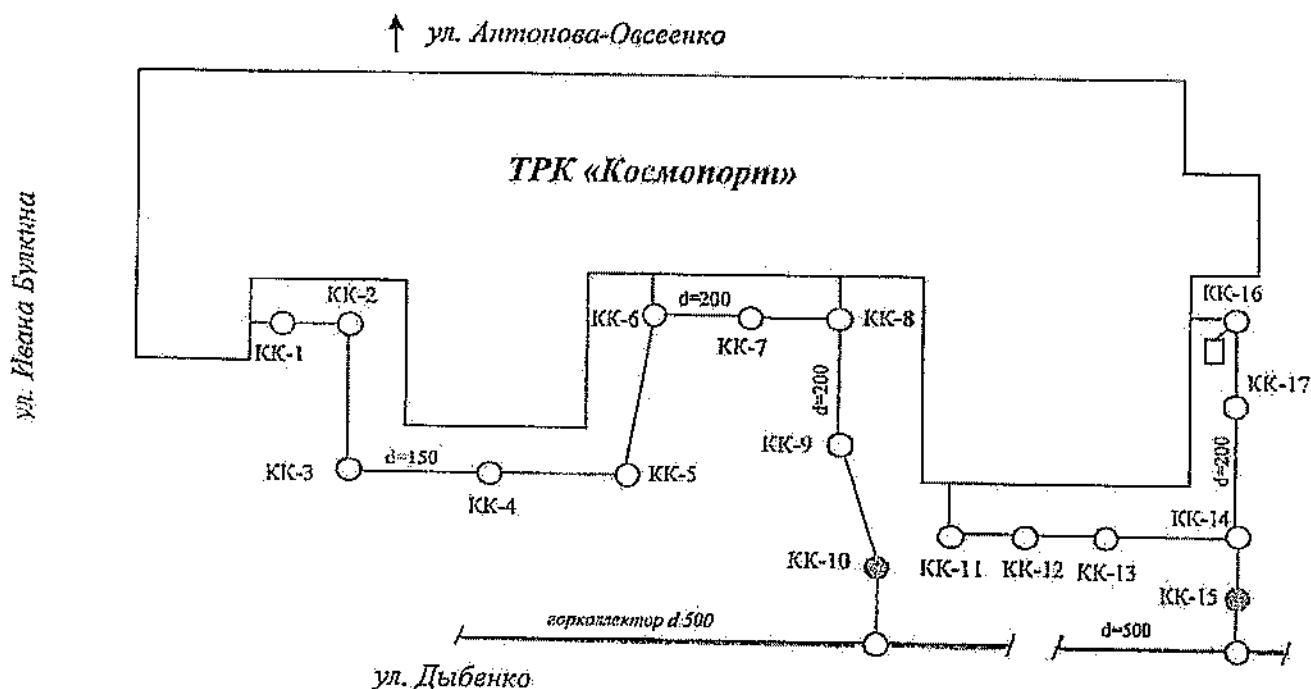 ул. Антонова-Овсеенко
ТРК «Космопорт»
ул. Ивана Булкина
КК-2
КК-16
КК-1
КК-6
d=200
КК-7
КК-8
КК-17
d=200
КК-9
КК-3
d=150
КК-4
КК-5
d=200
КК-14
КК-10
КК-11
КК-12
КК-13
КК-15
горколлектор d 500
d=500
ул. Дыбенко